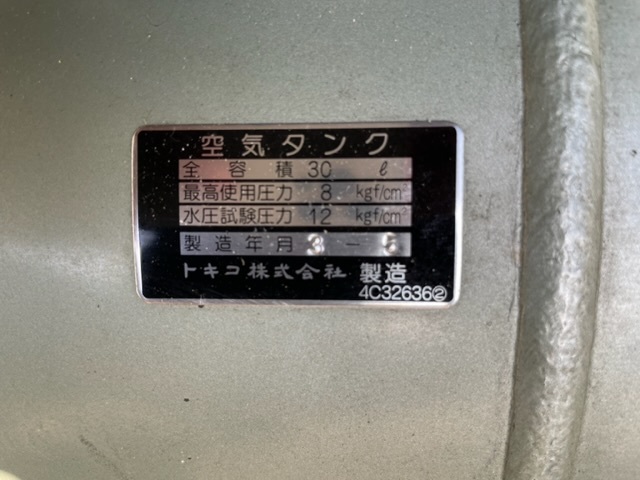 空気タンク
全容積 30 ℓ
最高使用圧力 8 kgf/cm²
水圧試験圧力 12 kgf/cm²
製造年月 3 - 5
トキコ株式会社 製造
4C32636②